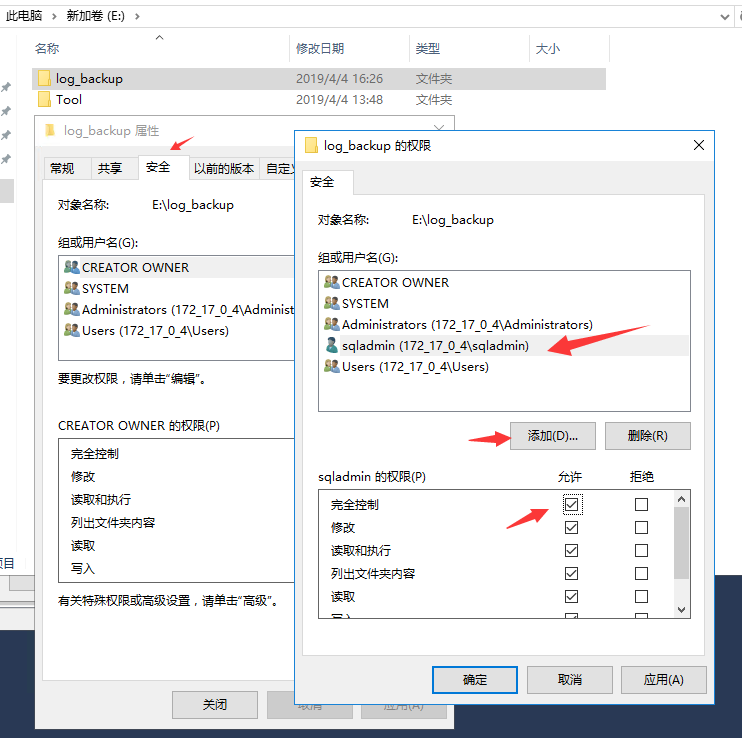 此电脑 > 新加卷 (E:) >
名称 修改日期 类型 大小
log_backup 2019/4/4 16:26 文件夹
Tool 2019/4/4 13:48 文件夹
log_backup 属性
常规 共享 安全 以前的版本 自定义
对象名称: E:\log_backup
组或用户名(G):
CREATOR OWNER
SYSTEM
Administrators (172_17_0_4\Administ
Users (172_17_0_4\Users)
要更改权限，请单击"编辑"。
CREATOR OWNER 的权限(P)
完全控制
修改
读取和执行
列出文件夹内容
读取
写入
有关特殊权限或高级设置，请单击"高级"。
关闭 取消 应用(A)
log_backup 的权限
安全
对象名称: E:\log_backup
组或用户名(G):
CREATOR OWNER
SYSTEM
Administrators (172_17_0_4\Administrators)
sqladmin (172_17_0_4\sqladmin)
Users (172_17_0_4\Users)
添加(D)... 删除(R)
sqladmin 的权限(P) 允许 拒绝
完全控制
修改
读取和执行
列出文件夹内容
读取
确定 取消 应用(A)